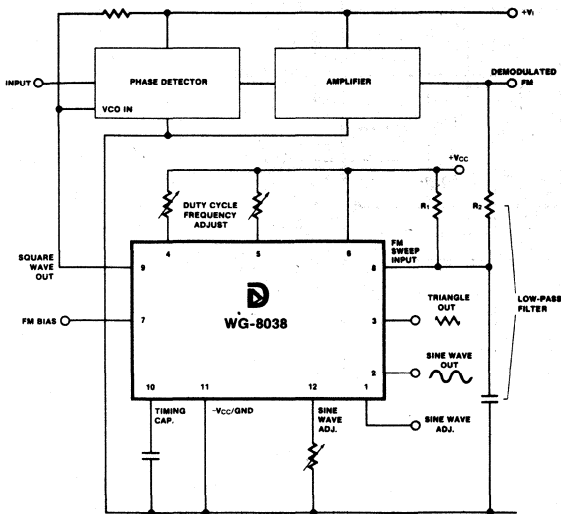 +VI
INPUT
PHASE DETECTOR
AMPLIFIER
DEMODULATED
FM
VCO IN
+VCC
DUTY CYCLE
FREQUENCY
ADJUST
R1
R2
4
5
6
FM
SWEEP
INPUT
SQUARE
WAVE
OUT
9
8
TRIANGLE
OUT
LOW-PASS
FILTER
FM BIAS
7
WG-8038
3
2
SINE WAVE
OUT
10
11
12
1
TIMING
CAP.
-VCC/GND
SINE
WAVE
ADJ.
SINE WAVE
ADJ.